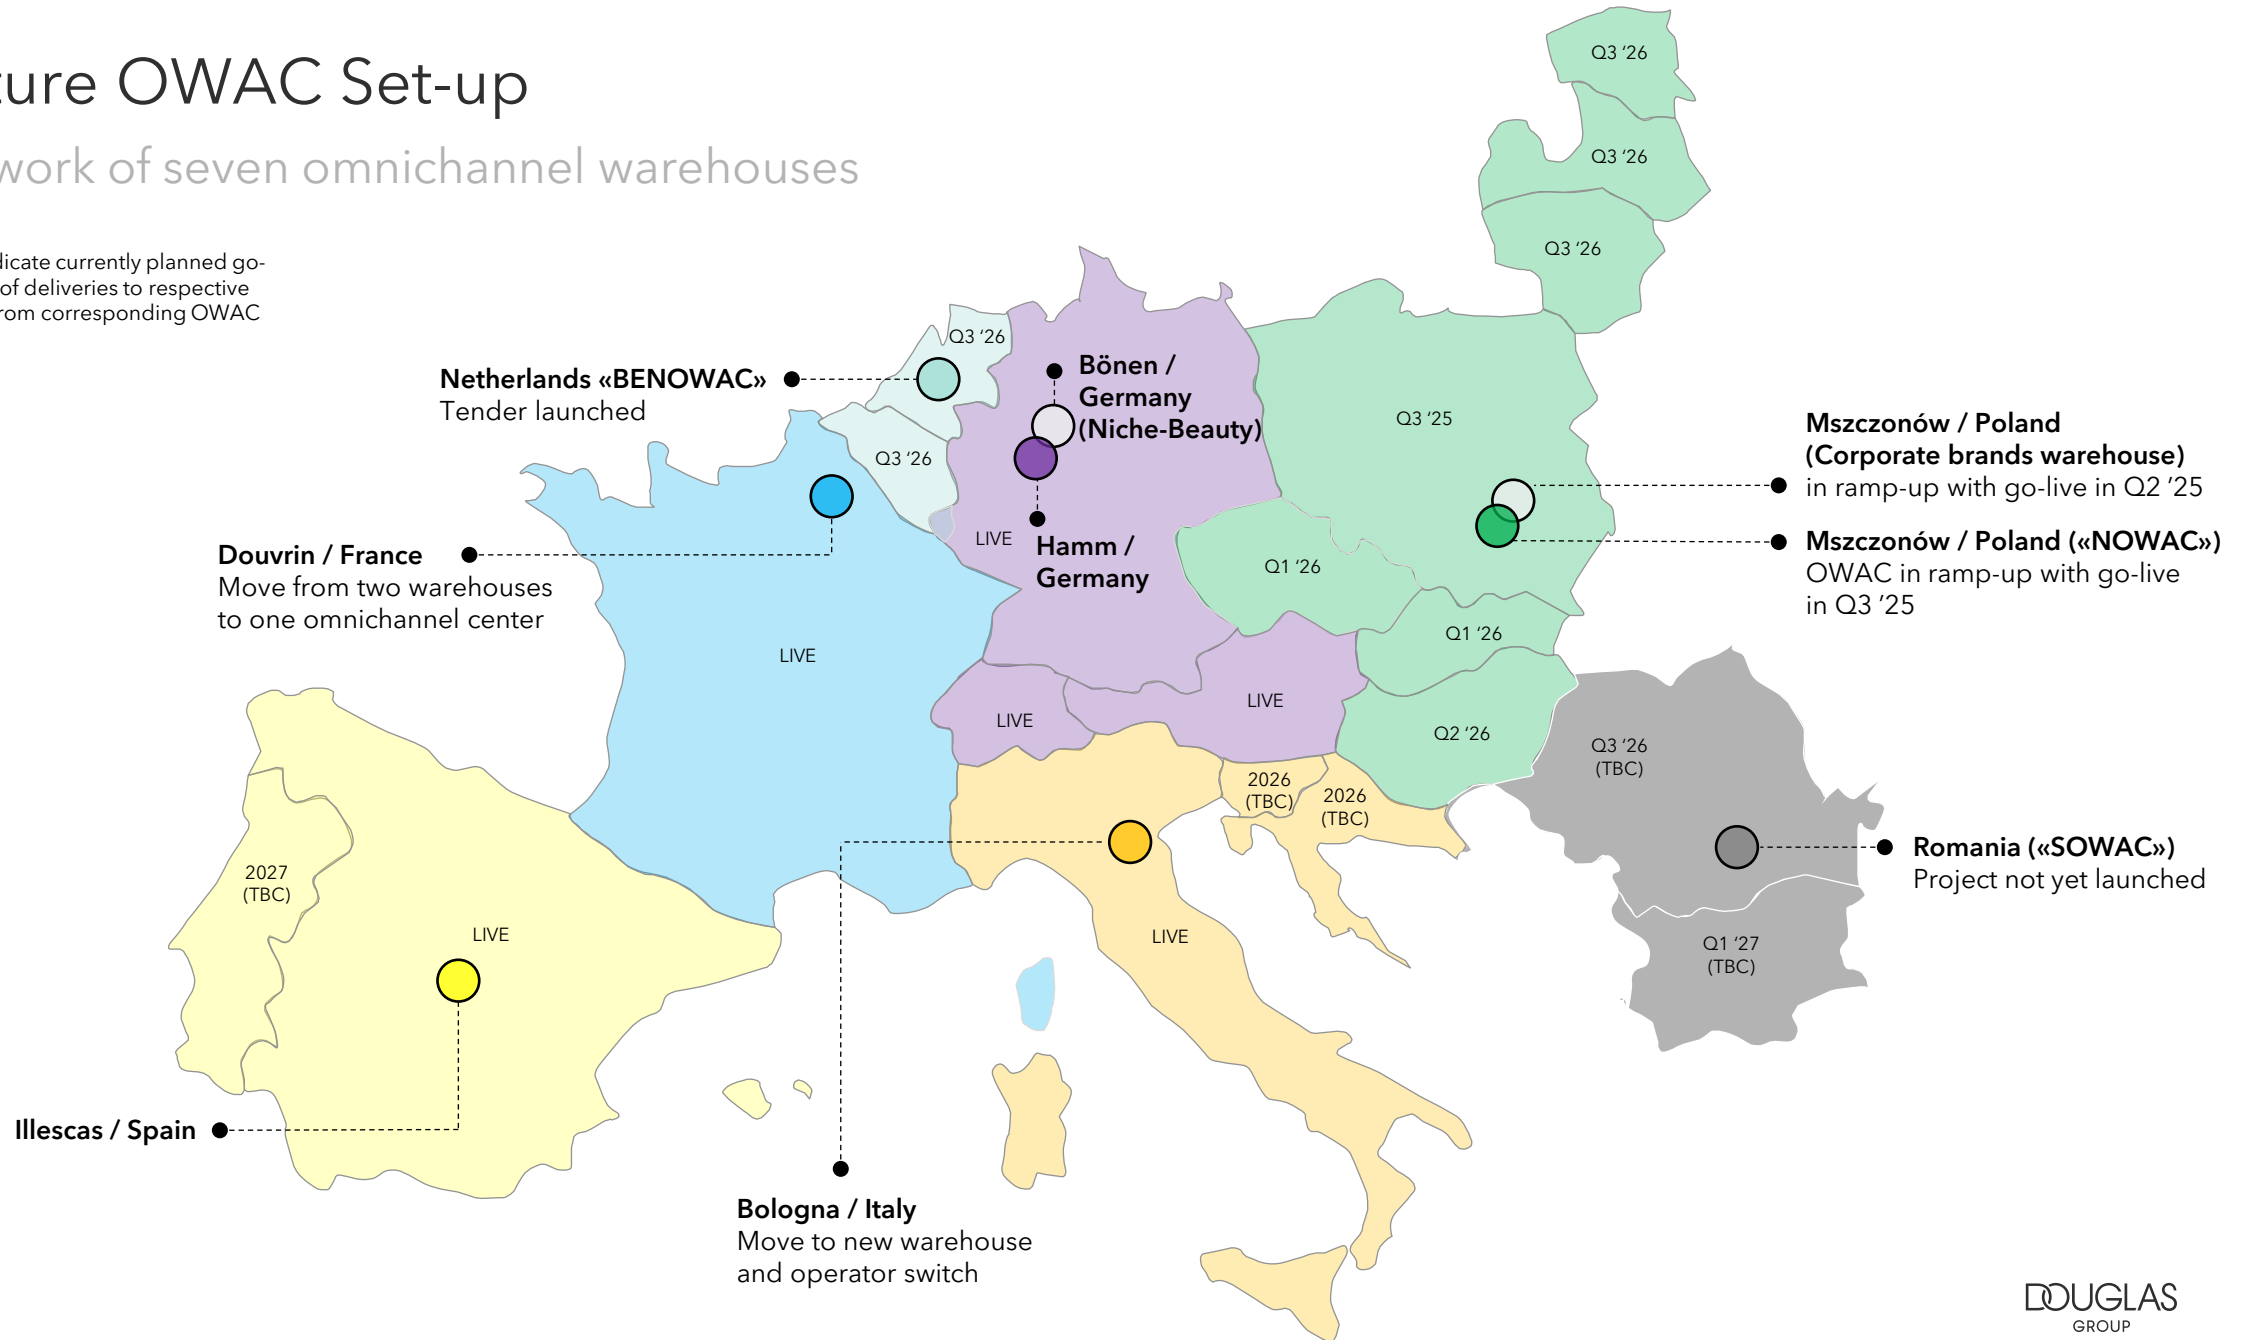 ture OWAC Set-up
work of seven omnichannel warehouses
dicate currently planned go-
of deliveries to respective
rom corresponding OWAC
Q3 ‘26
Q3 ‘26
Q3 ‘26
Q3 ‘26
Netherlands «BENOWAC»
Tender launched
Bönen /
Germany
(Niche-Beauty)
Q3 ‘25
Q3 ‘26
Mszczonów / Poland
(Corporate brands warehouse)
in ramp-up with go-live in Q2 ’25
Mszczonów / Poland («NOWAC»)
OWAC in ramp-up with go-live
in Q3 ’25
LIVE
Hamm /
Germany
Douvrin / France
Move from two warehouses
to one omnichannel center
Q1 ‘26
Q1 ‘26
LIVE
LIVE
LIVE
Q2 ‘26
Q3 ‘26
(TBC)
2026
(TBC)
2026
(TBC)
Romania («SOWAC»)
Project not yet launched
2027
(TBC)
LIVE
LIVE
Q1 ‘27
(TBC)
Illescas / Spain
Bologna / Italy
Move to new warehouse
and operator switch
DOUGLAS
GROUP